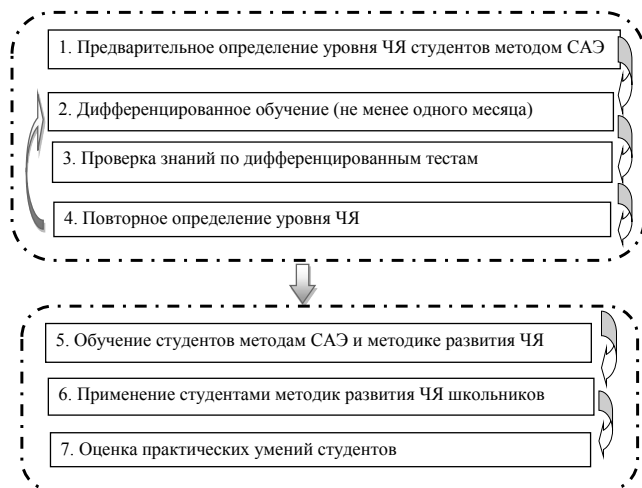 1. Предварительное определение уровня ЧЯ студентов методом САЭ
2. Дифференцированное обучение (не менее одного месяца)
3. Проверка знаний по дифференцированным тестам
4. Повторное определение уровня ЧЯ
5. Обучение студентов методам САЭ и методике развития ЧЯ
6. Применение студентами методик развития ЧЯ школьников
7. Оценка практических умений студентов